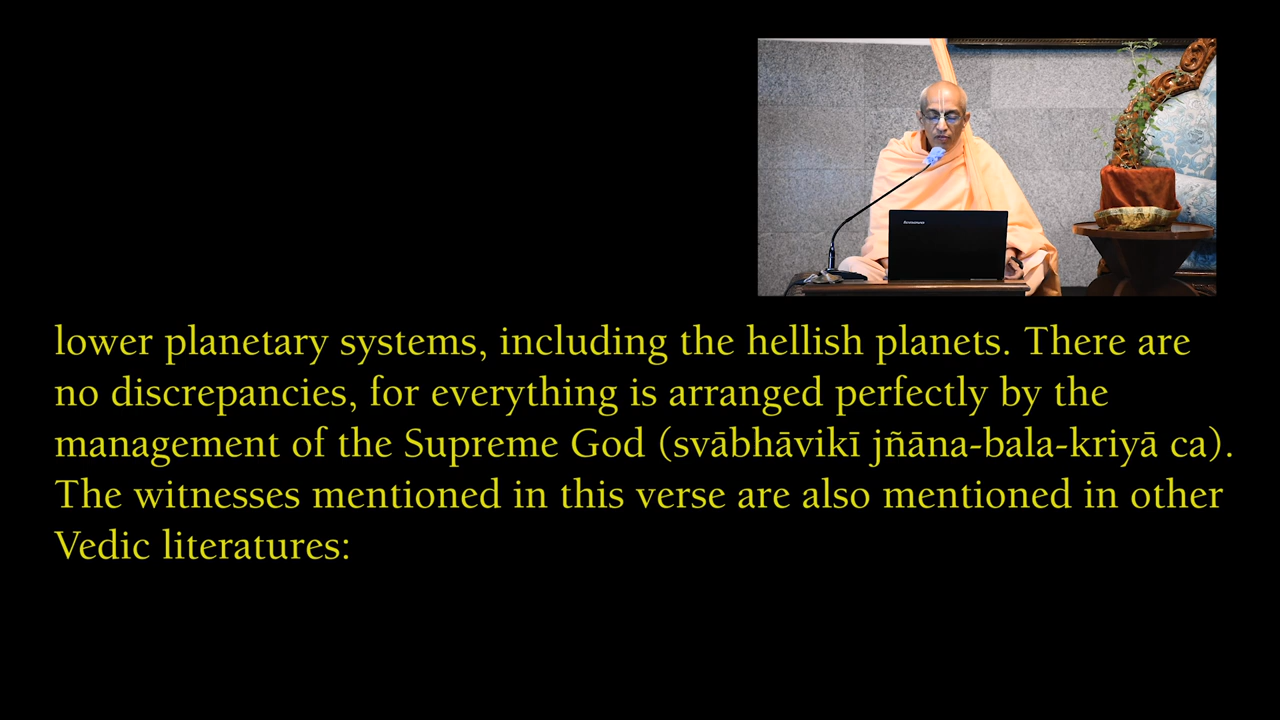 Lenovo
lower planetary systems, including the hellish planets. There are
no discrepancies, for everything is arranged perfectly by the
management of the Supreme God (svābhāvikī jñāna-bala-kriyā ca).
The witnesses mentioned in this verse are also mentioned in other
Vedic literatures: